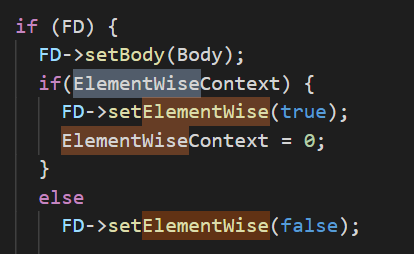 if (FD) {
FD->setBody(Body);
if(ElementWiseContext) {
FD->setElementWise(true);
ElementWiseContext = 0;
}
else
FD->setElementWise(false);